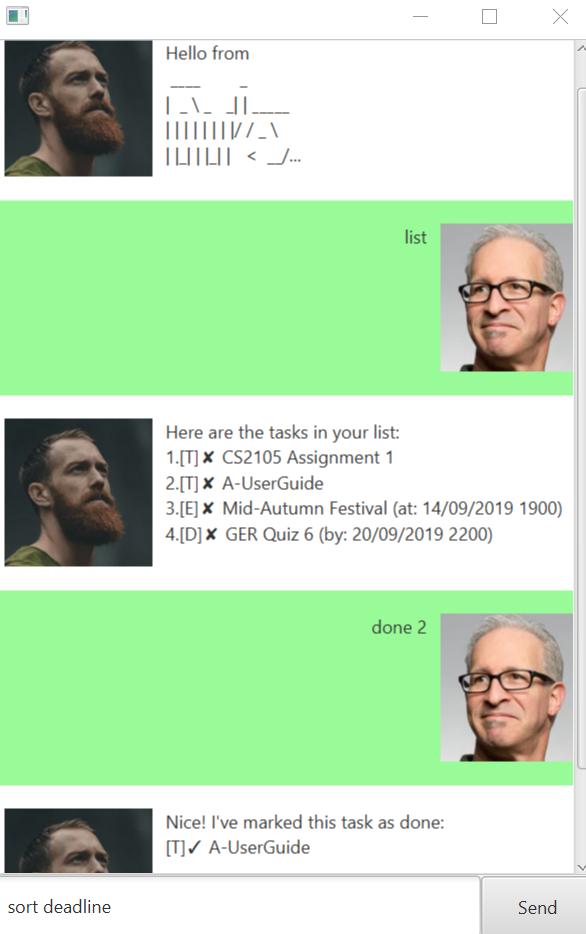 Hello from
 ____        _
|  _ \ _   _| | _____
| | | | | | | |/ / _ \
| |_| | |_| |   <  __/...
list
Here are the tasks in your list:
1.[T]✘ CS2105 Assignment 1
2.[T]✘ A-UserGuide
3.[E]✘ Mid-Autumn Festival (at: 14/09/2019 1900)
4.[D]✘ GER Quiz 6 (by: 20/09/2019 2200)
done 2
Nice! I've marked this task as done:
[T]✓ A-UserGuide
sort deadline
Send